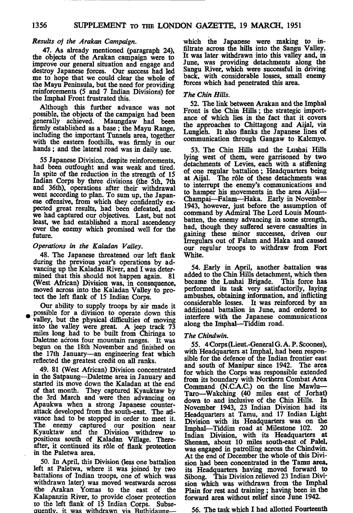 1356 SUPPLEMENT TO THE LONDON GAZETTE, 19 MARCH, 1951
Results of the Arakan Campaign.
47. As already mentioned (paragraph 24),
the objects of the Arakan campaign were to
improve our general situation and engage and
destroy Japanese forces. Our success had led
me to hope that we could clear the whole of
the Mayu Peninsula, but the need for providing
reinforcements (5 and 7 Indian Divisions) for
the Imphal Front frustrated this.
Although this further advance was not
possible, the objects of the campaign had been
generally achieved. Maungdaw had been
firmly established as a base: the Mayu Range,
including the important Tunnels area, together
with the eastern foothills, was firmly in our
hands; and the lateral road was in daily use.
55 Japanese Division, despite reinforcements,
had been outfought and was weak and tired.
In spite of the reduction in the strength of 15
Indian Corps by three divisions (the 5th, 7th
and 36th), operations after their withdrawal
went according to plan. To sum up, the Japan-
ese offensive, from which they confidently ex-
pected great results, had been defeated, and
we had captured our objectives. Last, but not
least, we had established a moral ascendency
over the enemy which promised well for the
future.
Operations in the Kaladan Valley.
48. The Japanese threatened our left flank
during the previous year's operations by ad-
vancing up the Kaladan River, and I was deter-
mined that this should not happen again. 81
(West African) Division was, in consequence,
moved across into the Kaladan Valley to pro-
tect the left flank of 15 Indian Corps.
Our ability to supply troops by air made it
possible for a division to operate down this
valley, but the physical difficulties of moving
into the valley were great. A jeep track 73
miles long had to be built from Chiringa to
Daletme across four mountain ranges. It was
begun on the 18th November and finished on
the 17th January—an engineering feat which
reflected the greatest credit on all ranks.
49. 81 (West African) Division concentrated
in the Satpaung—Daletme area in January and
started its move down the Kaladan at the end
of that month. They captured Kyauktaw by
the 3rd March and were then advancing on
Apaukwa when a strong Japanese counter-
attack developed from the south-east. The ad-
vance had to be stopped in order to meet it.
The enemy captured our position near
Kyuktaw and the Division withdrew to
positions south of Kaladan Village. There-
after, it continued its rôle of flank protection
in the Paletwa area.
50. In April, this Division (less one battalion
left at Paletwa, where it was joined by two
battalions of Indian troops, one of which was
withdrawn later) was moved westwards across
the Arakan Yomas to the east of the
Kalapanzin River, to provide closer protection
to the left flank of 15 Indian Corps. Subse-
quently, it was withdrawn via Buthidaung—
which the Japanese were making to in-
filtrate across the hills into the Sangu Valley.
It was later withdrawn into this valley and, in
June, was providing detachments along the
Sangu River, which were successful in driving
back, with considerable losses, small enemy
forces which had penetrated this area.
The Chin Hills.
52. The link between Arakan and the Imphal
Front is the Chin Hills; the strategic import-
ance of which lies in the fact that it covers
the approaches to Chittagong and Aijal, via
Lungleh. It also flanks the Japanese lines of
communication through Gangaw to Kalemyo.
53. The Chin Hills and the Lushai Hills
lying west of them, were garrisoned by two
detachments of Levies, each with a stiffening
of one regular battalion; Headquarters being
at Aijal. The rôle of these detachments was
to interrupt the enemy's communications and
to hamper his movements in the area Aijal—
Champai—Falam—Haka. Early in November
1943, however, just before the assumption of
command by Admiral The Lord Louis Mount-
batten, the enemy advancing in some strength,
had, though they suffered severe casualties in
gaining these minor successes, driven our
Irregulars out of Falam and Haka and caused
our regular troops to withdraw from Fort
White.
54. Early in April, another battalion was
added to the Chin Hills detachment, which then
became the Lushai Brigade. This force has
performed its task very satisfactorily, laying
ambushes, obtaining information, and inflicting
considerable losses. It was reinforced by an
additional battalion in June, and ordered to
interfere with the Japanese communications
along the Imphal—Tiddim road.
The Chindwin.
55. 4 Corps (Lieut.-General G. A. P. Scoones),
with Headquarters at Imphal, had been respon-
sible for the defence of the Indian frontier east
and south of Manipur since 1942. The area
for which the Corps was responsible extended
from its boundary with Northern Combat Area
Command (N.C.A.C.) on the line Mawlu—
Taro—Wakching (40 miles east of Jorhat)
down to and inclusive of the Chin Hills. In
November 1943, 23 Indian Division had its
Headquarters at Tamu, and 17 Indian Light
Division with its Headquarters was on the
Imphal—Tiddim road at Milestone 102. 20
Indian Division, with its Headquarters at
Shenam, about 10 miles south-east of Palel,
was engaged in patrolling across the Chindwin.
At the end of December the whole of this Divi-
sion had been concentrated in the Tamu area,
its Headquarters having moved forward to
Sibong. This Division relieved 23 Indian Divi-
sion which was withdrawn from the Imphal
Plain for rest and training; having been in the
forward area without relief since June 1942.
56. The task which I had allotted Fourteenth